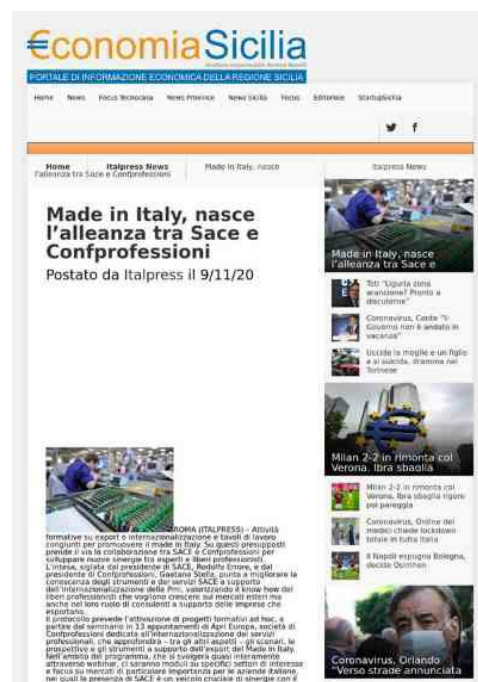 €conomiaSicilia
PORTALE DI INFORMAZIONE ECONOMICA DELLA REGIONE SICILIA
Home News Focus Tecnocasa News Province News Sicilia Focus Editoriale StartupSicilia
Home Italpress News Made in Italy, nasce
l'alleanza tra Sace e Confprofessioni
Made in Italy, nasce
l'alleanza tra Sace e
Confprofessioni
Postato da Italpress il 9/11/20
ROMA (ITALPRESS) – Attività
formative su export e internazionalizzazione e tavoli di lavoro
congiunti per promuovere il made in Italy. Su questi presupposti
prende il via la collaborazione tra SACE e Confprofessioni per
sviluppare nuove sinergie tra esperti e liberi professionisti.
L'intesa, siglata dal presidente di SACE, Rodolfo Errore, e dal
presidente di Confprofessioni, Gaetano Stella, punta a migliorare la
conoscenza degli strumenti e dei servizi SACE a supporto
dell'internazionalizzazione delle Pmi, valorizzando il know how dei
liberi professionisti che vogliono crescere sui mercati esteri ma
anche nel loro ruolo di consulenti a supporto delle imprese che
esportano.
Il protocollo prevede l'attivazione di progetti formativi ad hoc, a
partire dal seminario in 13 appuntamenti di Apri Europa, società di
Confprofessioni dedicata all'internazionalizzazione dei servizi
professionali, che approfondirà – tra gli altri aspetti – gli scenari, le
prospettive e gli strumenti a supporto dell'export del Made in Italy.
Nell'ambito del programma, che si svolgerà quasi interamente
attraverso webinar, ci saranno moduli su specifici settori di interesse
e focus su mercati di particolare importanza per le aziende italiane,
nei quali la presenza di SACE è un veicolo cruciale di sinergie con il
Italpress News
Made in Italy, nasce
l'alleanza tra Sace e
Toti "Liguria zona
arancione? Pronto a
discuterne"
Coronavirus, Conte "Il
Governo non è andato in
vacanza"
Uccide la moglie e un figlio
e si suicida, dramma nel
Torinese
Milan 2-2 in rimonta col
Verona. Ibra sbaglia
Milan 2-2 in rimonta col
Verona, Ibra sbaglia rigore
poi pareggia
Coronavirus, Ordine dei
medici chiede lockdown
totale in tutta Italia
Il Napoli espugna Bologna,
decide Osimhen
Coronavirus, Orlando
"Verso strade annunciata